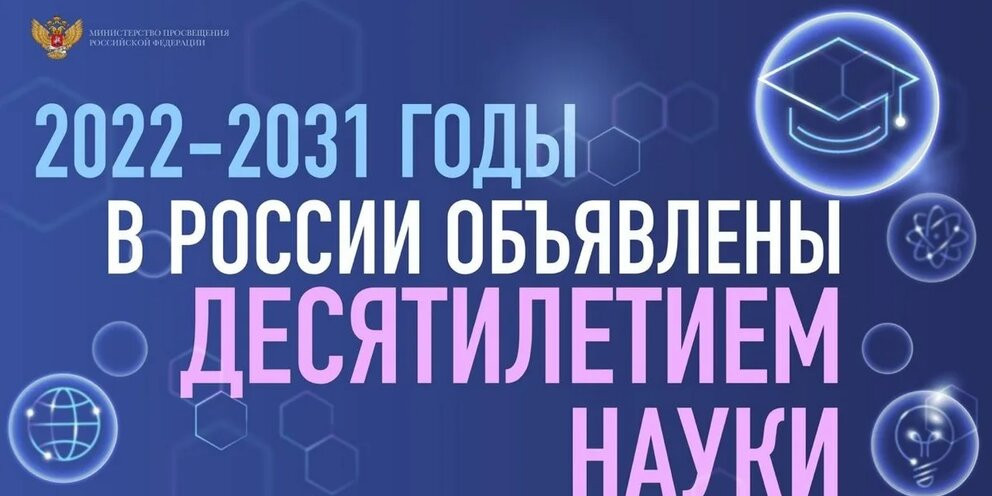 МИНИСТЕРСТВО ПРОСВЕЩЕНИЯ
РОССИЙСКОЙ ФЕДЕРАЦИИ
2022-2031 ГОДЫ
В РОССИИ ОБЪЯВЛЕНЫ
ДЕСЯТИЛЕТИЕМ
НАУКИ